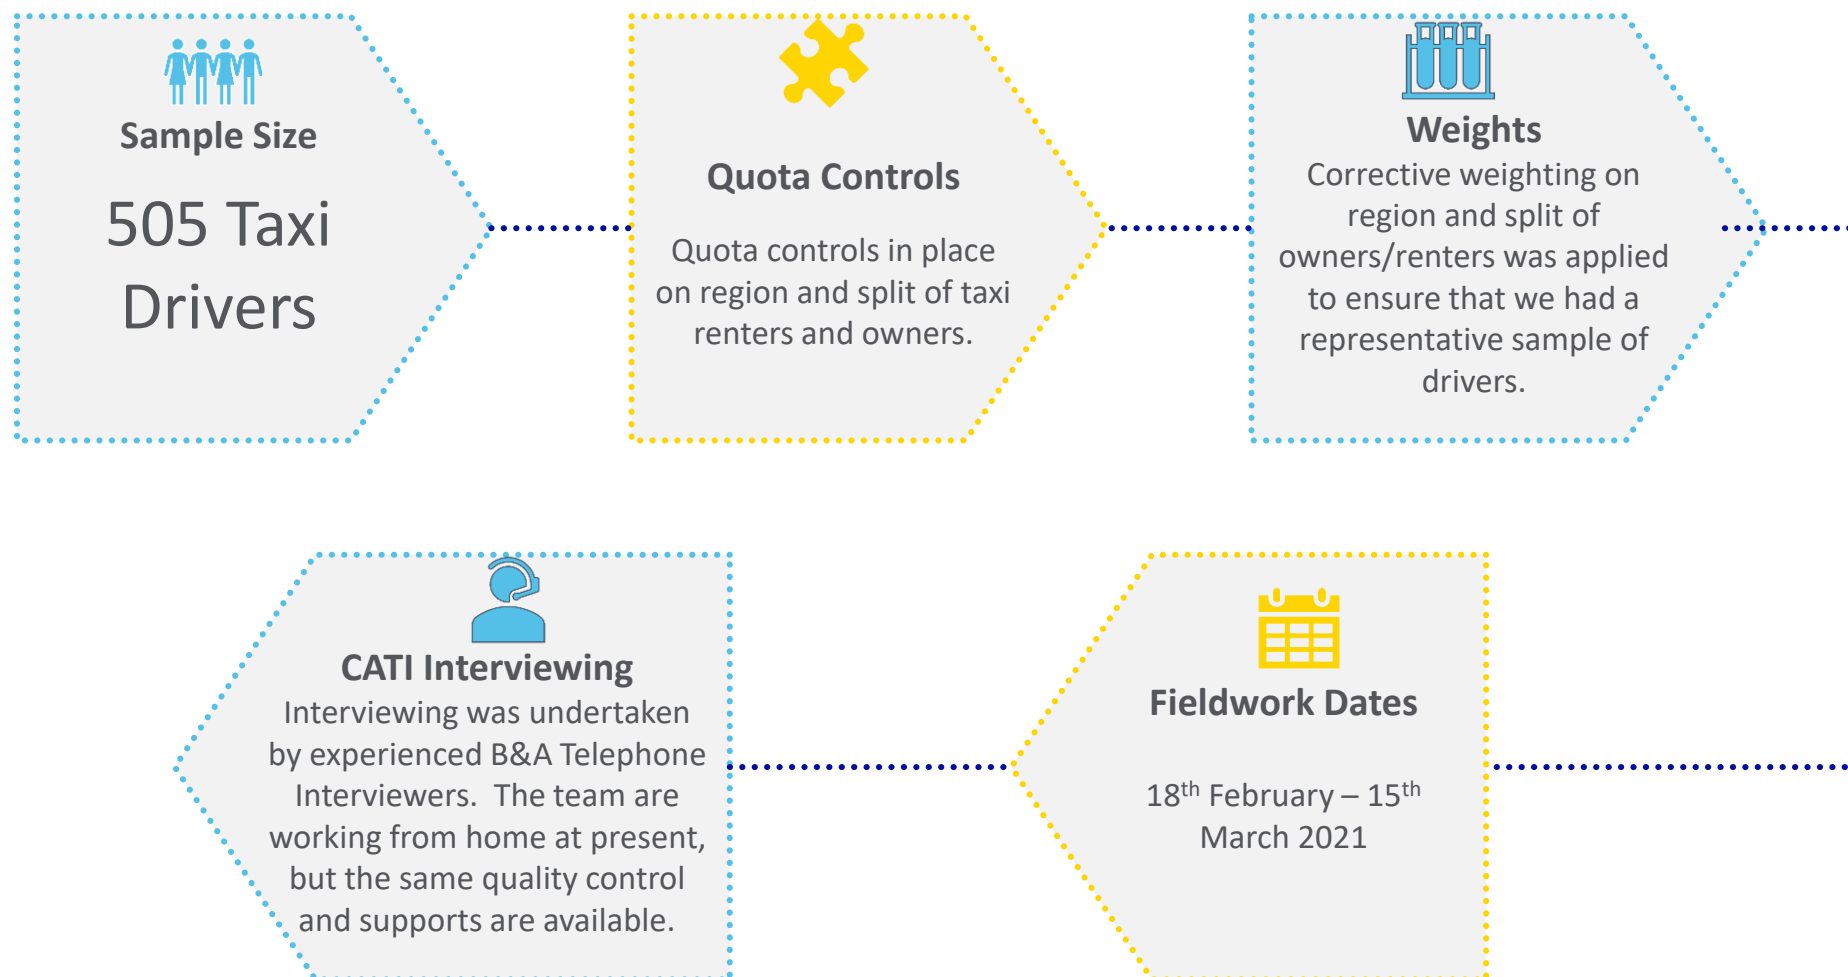 Sample Size
505 Taxi
Drivers
Quota Controls
Quota controls in place
on region and split of taxi
renters and owners.
Weights
Corrective weighting on
region and split of
owners/renters was applied
to ensure that we had a
representative sample of
drivers.
CATI Interviewing
Interviewing was undertaken
by experienced B&A Telephone
Interviewers.  The team are
working from home at present,
but the same quality control
and supports are available.
Fieldwork Dates
18th February – 15th
March 2021